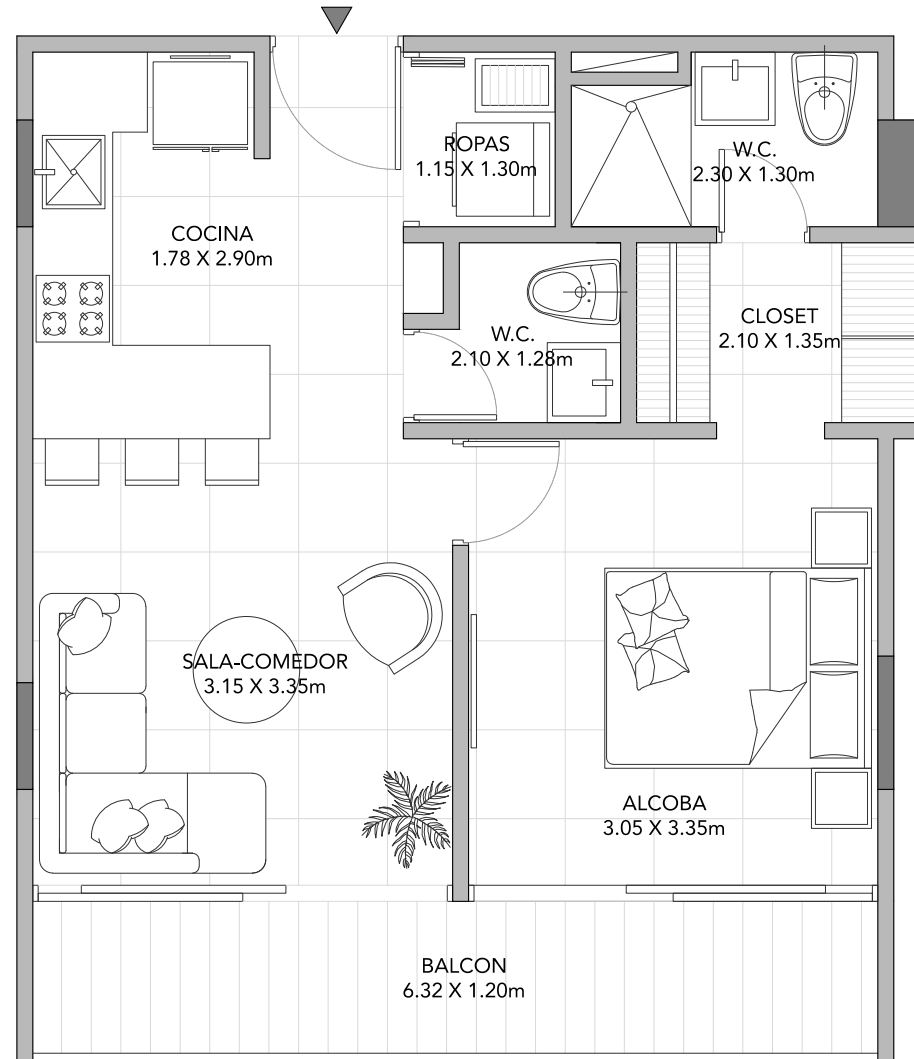 ROPAS
1.15 X 1.30m
W.C.
2.30 X 1.30m
COCINA
1.78 X 2.90m
W.C.
2.10 X 1.28m
CLOSET
2.10 X 1.35m
SALA-COMEDOR
3.15 X 3.35m
ALCOBA
3.05 X 3.35m
BALCON
6.32 X 1.20m